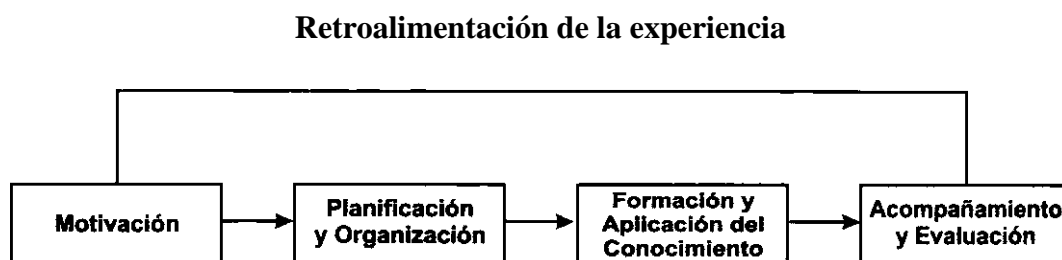 Retroalimentación de la experiencia
Motivación
Planificación
y Organización
Formación y
Aplicación del
Conocimiento
Acompañamiento
y Evaluación